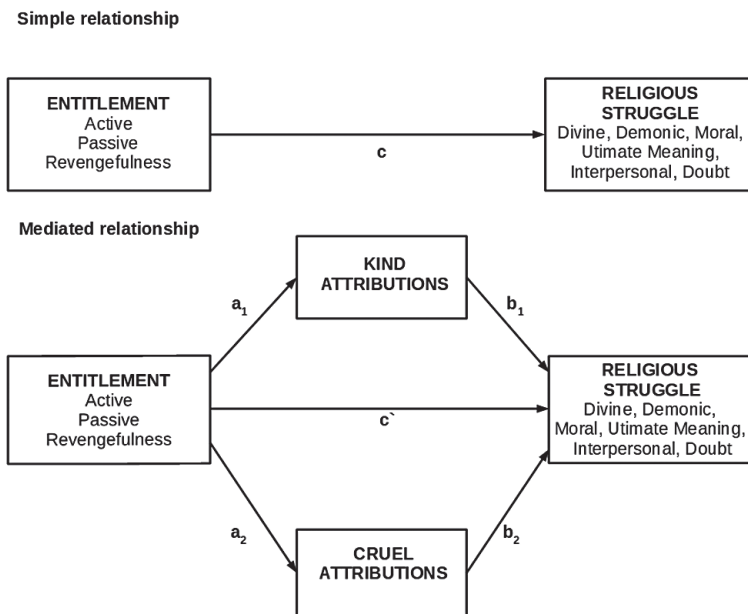 Simple relationship
ENTITLEMENT
Active
Passive
Revengefulness
c
RELIGIOUS
STRUGGLE
Divine, Demonic, Moral,
Utimate Meaning,
Interpersonal, Doubt
Mediated relationship
KIND
ATTRIBUTIONS
a1
b1
ENTITLEMENT
Active
Passive
Revengefulness
c`
RELIGIOUS
STRUGGLE
Divine, Demonic,
Moral, Utimate Meaning,
Interpersonal, Doubt
a2
b2
CRUEL
ATTRIBUTIONS